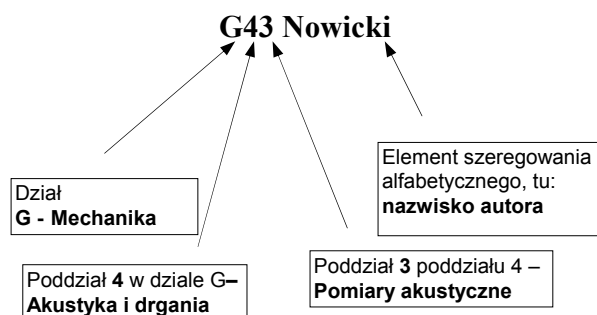 G43 Nowicki
Dział
G - Mechanika
Poddział 4 w dziale G–
Akustyka i drgania
Poddział 3 poddziału 4 –
Pomiary akustyczne
Element szeregowania
alfabetycznego, tu:
nazwisko autora